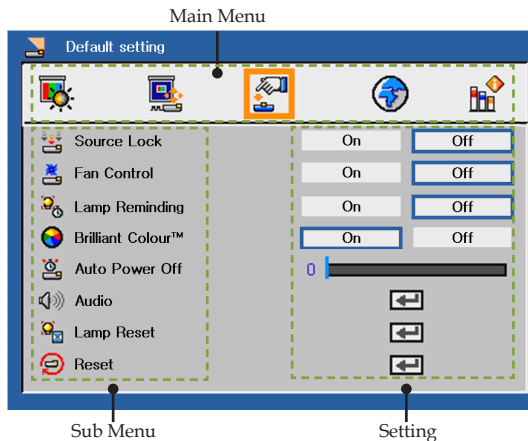 Main Menu
Default setting
Source Lock On Off
Fan Control On Off
Lamp Reminding On Off
Brilliant Colour™ On Off
Auto Power Off 0
Audio
Lamp Reset
Reset
Sub Menu Setting